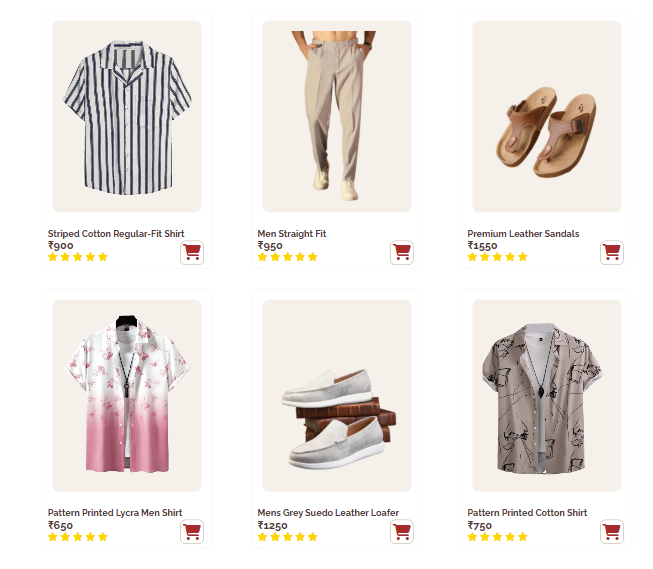 Striped Cotton Regular-Fit Shirt
₹900
Men Straight Fit
₹950
Premium Leather Sandals
₹1550
Pattern Printed Lycra Men Shirt
₹650
Mens Grey Suedo Leather Loafer
₹1250
Pattern Printed Cotton Shirt
₹750